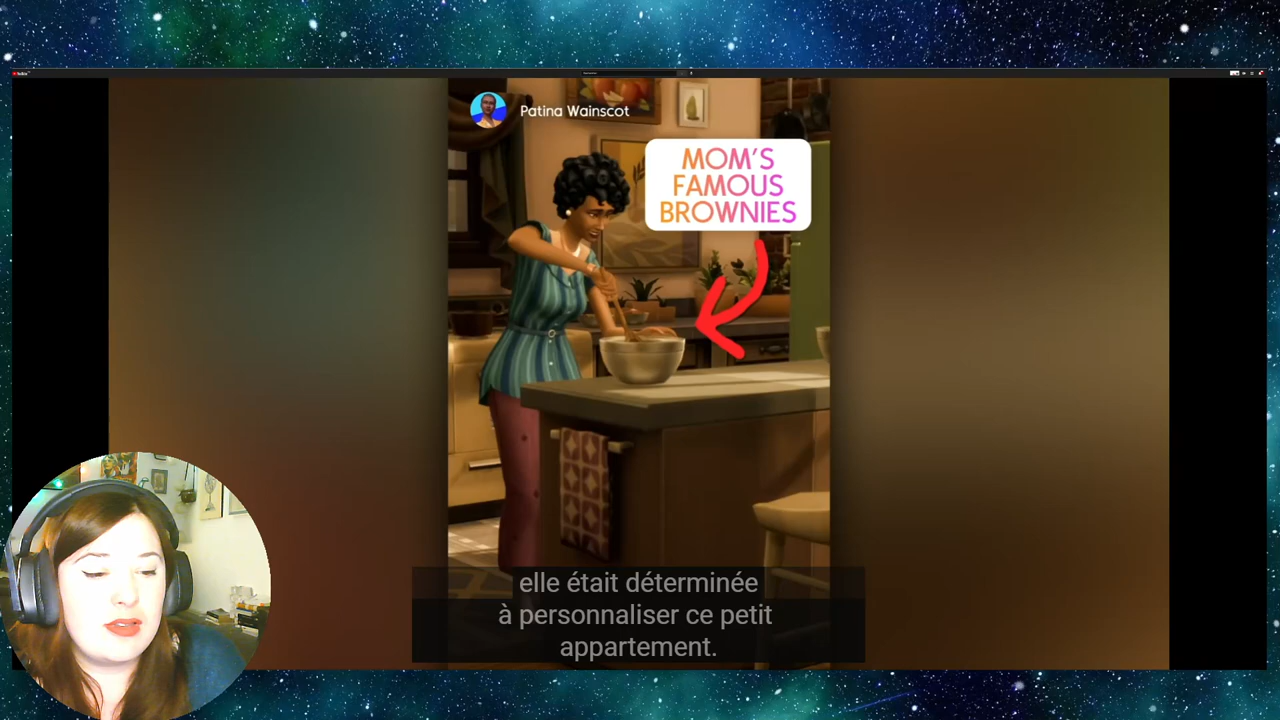 Patina Wainscot
MOM'S
FAMOUS
BROWNIES
elle était déterminée
à personnaliser ce petit
appartement.